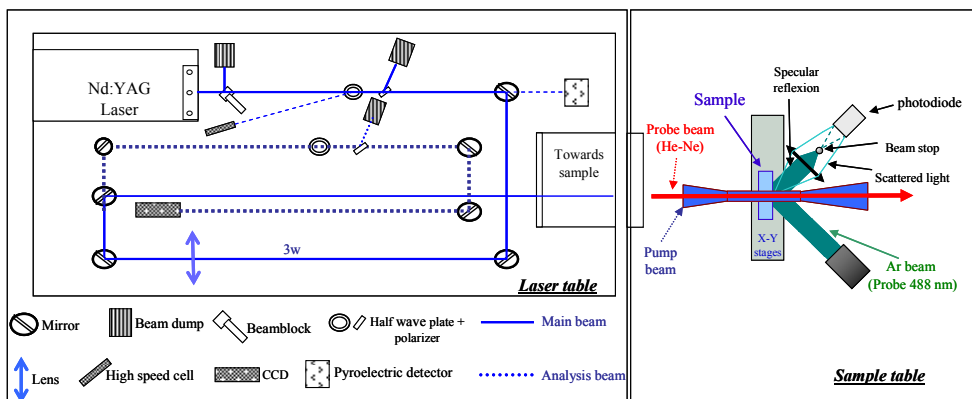 Nd:YAG
Laser
Towards
sample
3w
Laser table
Mirror
Beam dump
Beamblock
Half wave plate +
polarizer
Main beam
Lens
High speed cell
CCD
Pyroelectric detector
Analysis beam
Specular
reflexion
photodiode
Sample
Probe beam
(He-Ne)
Beam stop
Scattered light
Pump
beam
X-Y
stages
Ar beam
(Probe 488 nm)
Sample table